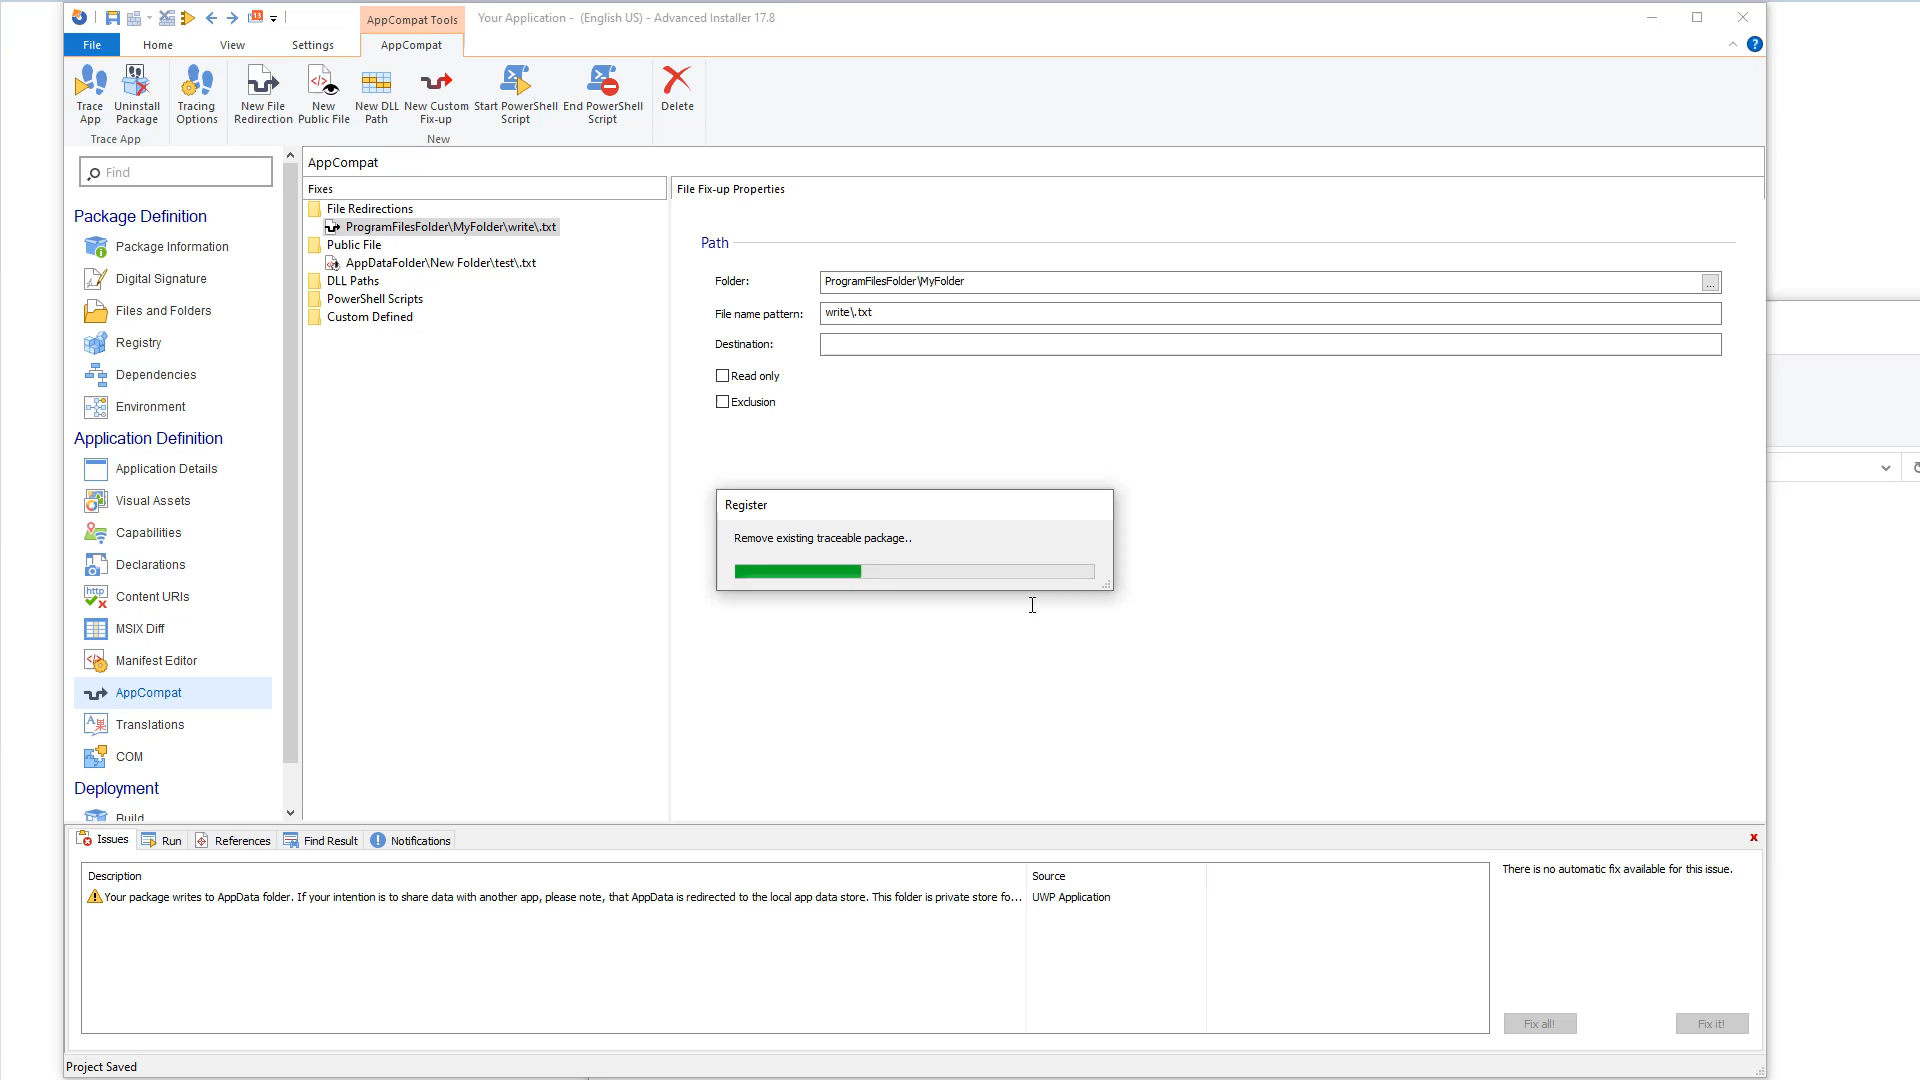 13
AppCompat Tools
Your Application - (English US) - Advanced Installer 17.8
File
Home
View
Settings
AppCompat
?
Trace App
Uninstall Package
Tracing Options
New File Redirection
New Public File
New DLL Path
New Custom Fix-up
Start PowerShell Script
End PowerShell Script
Delete
Trace App
New
Find
Package Definition
Package Information
Digital Signature
Files and Folders
Registry
Dependencies
Environment
Application Definition
Application Details
Visual Assets
Capabilities
Declarations
http
Content URIs
MSIX Diff
Manifest Editor
AppCompat
Translations
COM
Deployment
Build
AppCompat
Fixes
File Redirections
ProgramFilesFolder\MyFolder\write\.txt
Public File
AppDataFolder\New Folder\test\.txt
DLL Paths
PowerShell Scripts
Custom Defined
File Fix-up Properties
Path
Folder:
ProgramFilesFolder\MyFolder
...
File name pattern:
write\.txt
Destination:
Read only
Exclusion
Register
Remove existing traceable package..
Issues
Run
References
Find Result
Notifications
Description
Source
Your package writes to AppData folder. If your intention is to share data with another app, please note, that AppData is redirected to the local app data store. This folder is private store fo...
UWP Application
There is no automatic fix available for this issue.
Fix all!
Fix it!
Project Saved